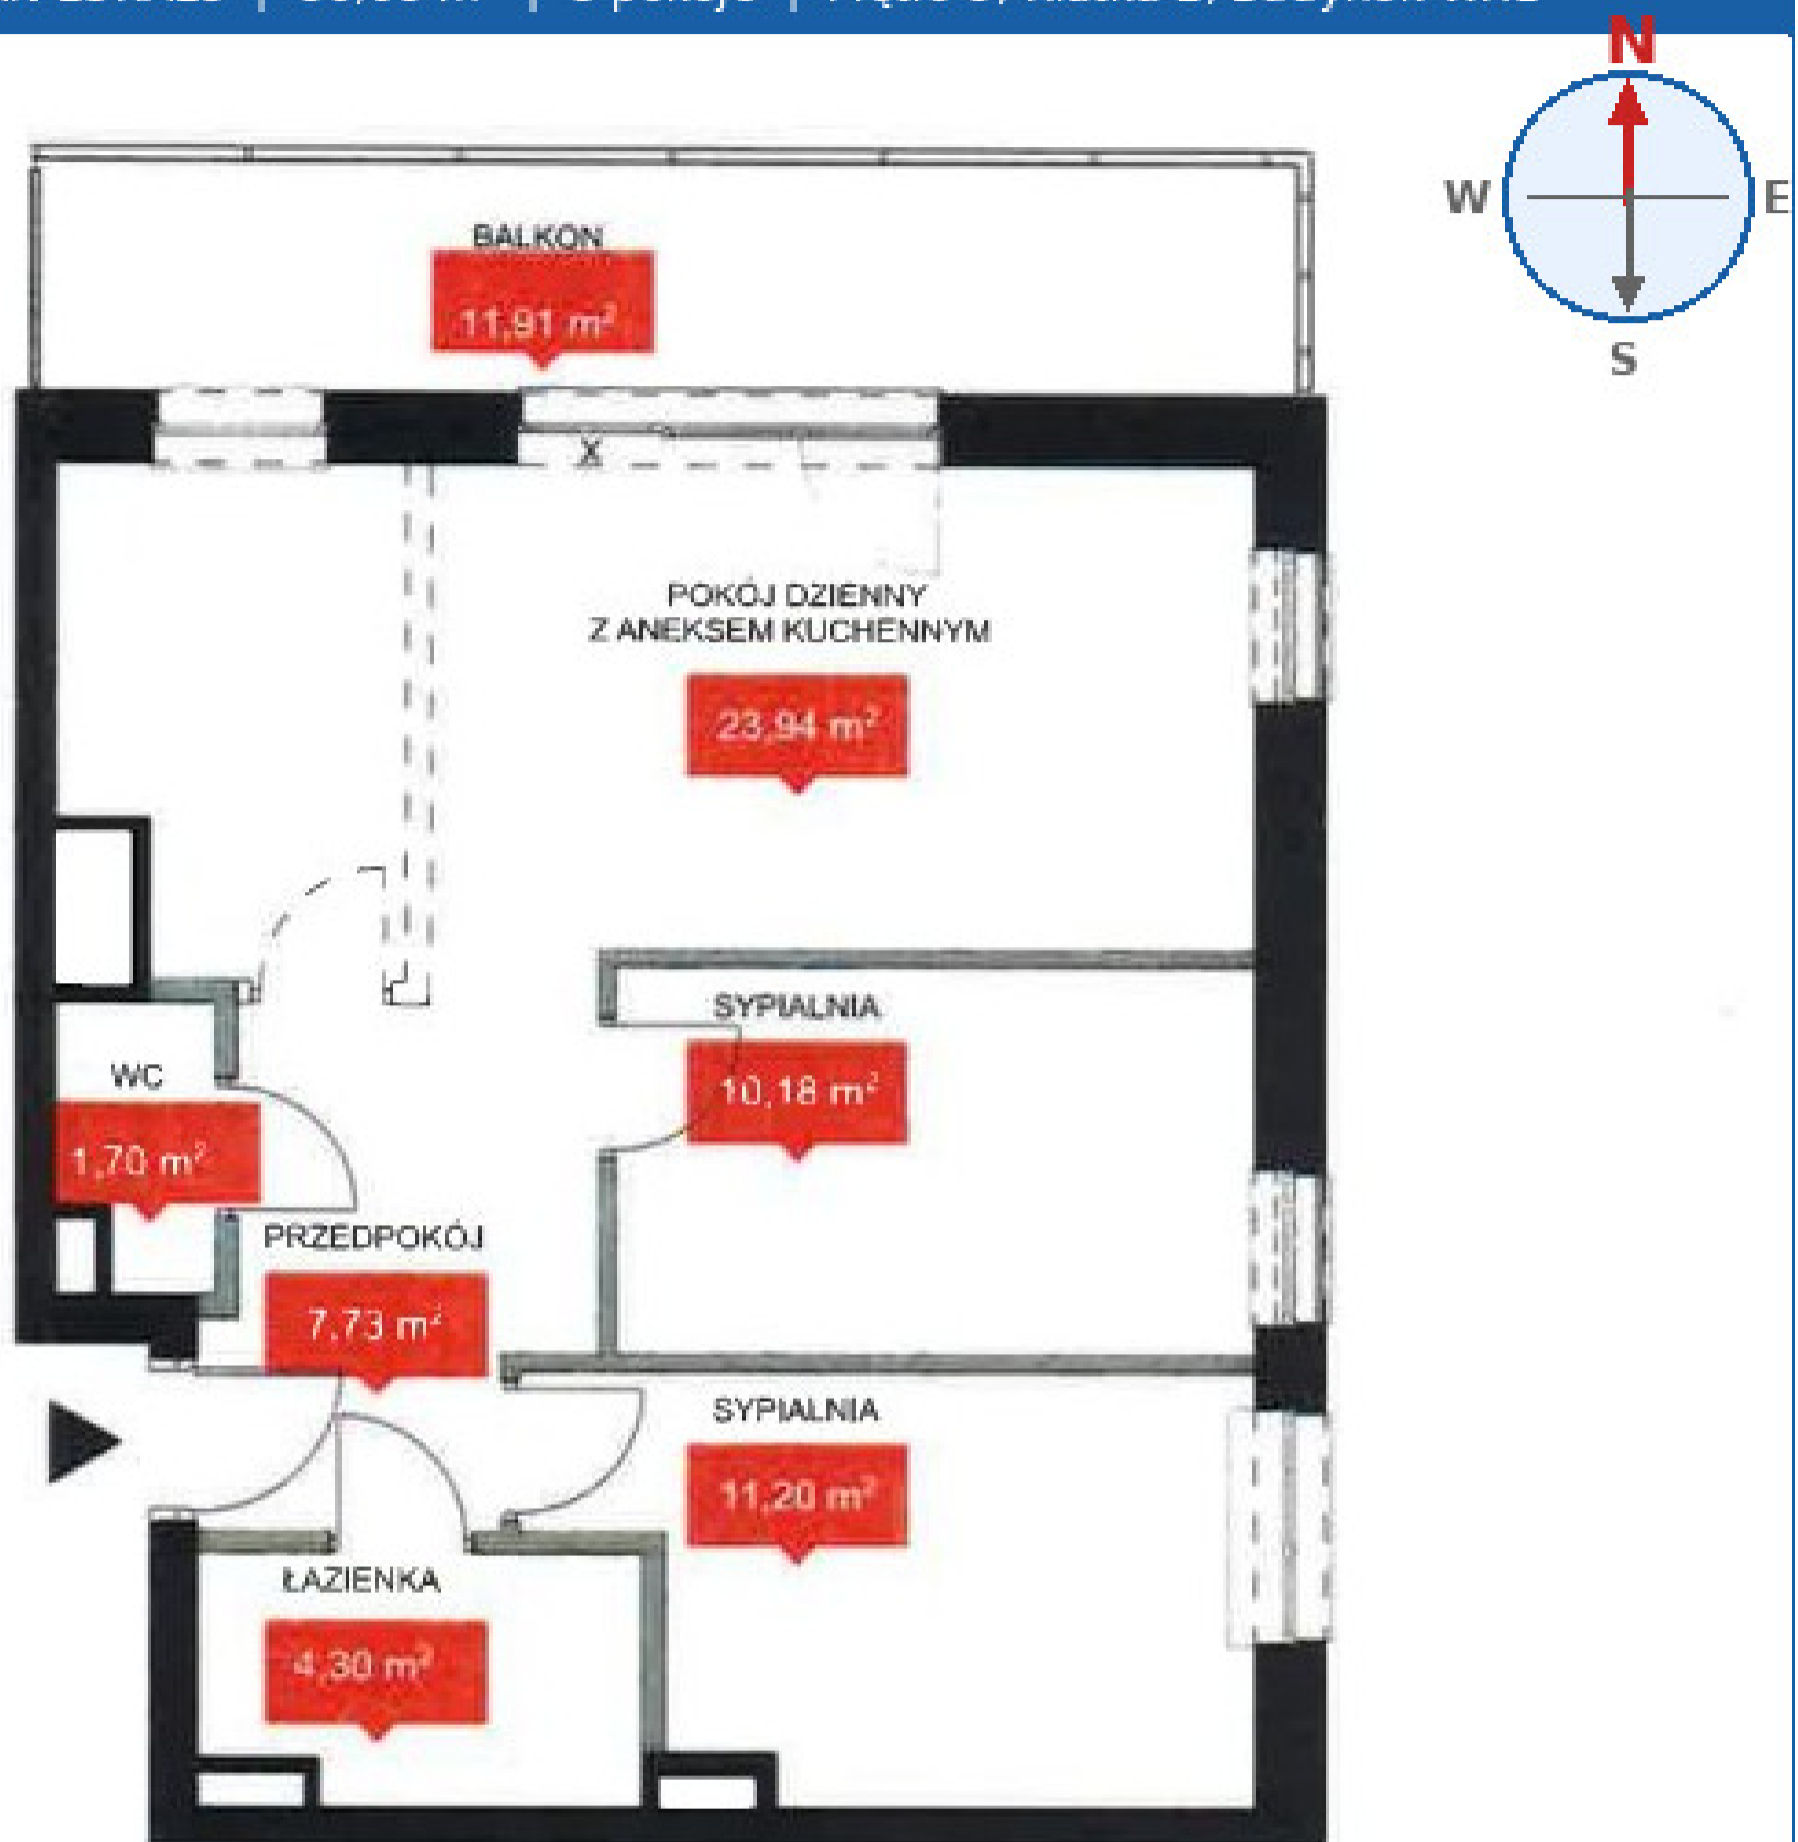 N
W
E
S
BALKON
11,91 m²
POKÓJ DZIENNY
Z ANEKSEM KUCHENNYM
23,94 m²
SYPIALNIA
10,18 m²
WC
1,70 m²
PRZEDPOKÓJ
7,73 m²
SYPIALNIA
11,20 m²
ŁAZIENKA
4,30 m²
X